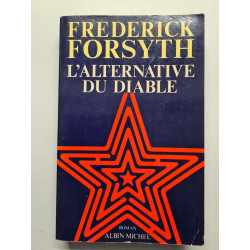 FREDERICK
FORSYTH
L'ALTERNATIVE
DU DIABLE
ROMAN
ALBIN MICHEL